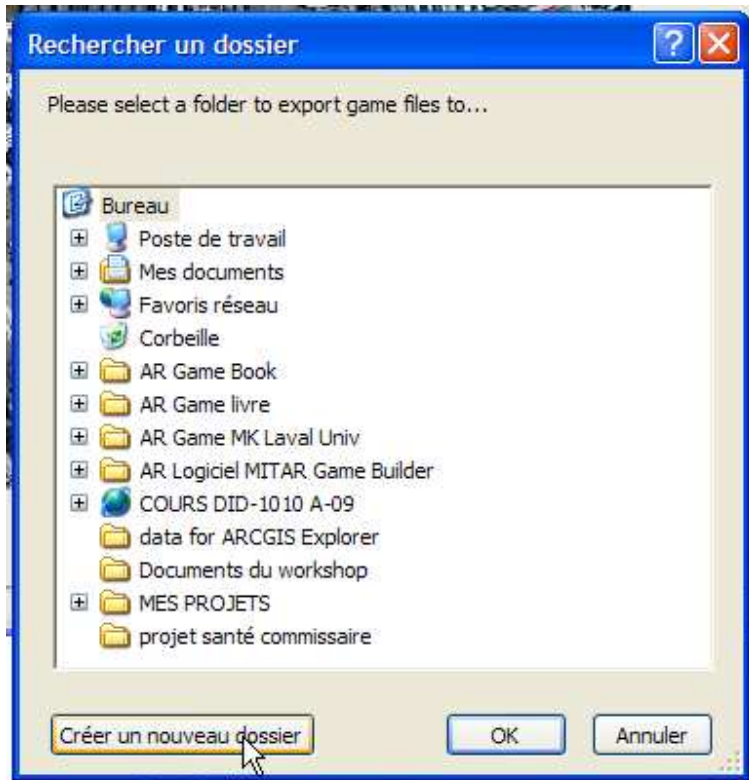 Rechercher un dossier
Please select a folder to export game files to...
Bureau
Poste de travail
Mes documents
Favoris réseau
Corbeille
AR Game Book
AR Game livre
AR Game MK Laval Univ
AR Logiciel MITAR Game Builder
COURS DID-1010 A-09
data for ARCGIS Explorer
Documents du workshop
MES PROJETS
projet santé commissaire
Créer un nouveau dossier OK Annuler